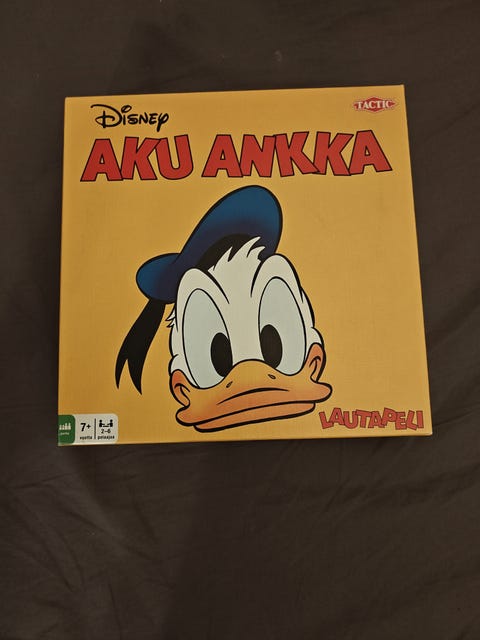 Disney
TACTIC
AKU ANKKA
LAUTAPELI
7+
vuotta
2-6
pelaajaa